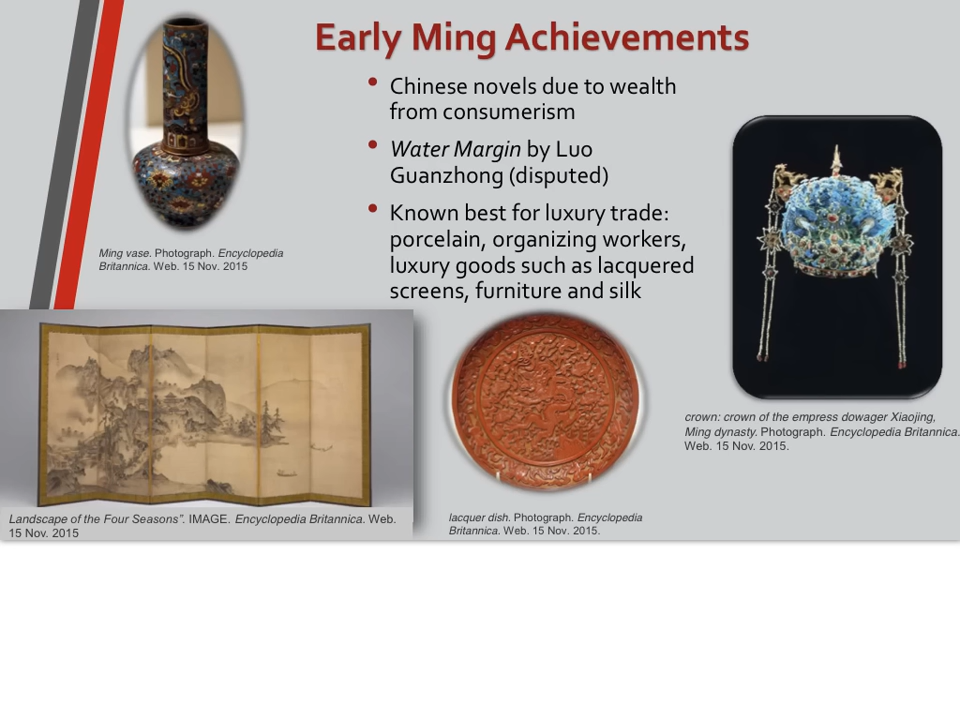 Early Ming Achievements
• Chinese novels due to wealth
from consumerism
• Water Margin by Luo
Guanzhong (disputed)
• Known best for luxury trade:
porcelain, organizing workers,
luxury goods such as lacquered
screens, furniture and silk
Ming vase. Photograph. Encyclopedia
Britannica. Web. 15 Nov. 2015
crown: crown of the empress dowager Xiaojing,
Ming dynasty. Photograph. Encyclopedia Britannica.
Web. 15 Nov. 2015.
Landscape of the Four Seasons”. IMAGE. Encyclopedia Britannica. Web.
15 Nov. 2015
lacquer dish. Photograph. Encyclopedia
Britannica. Web. 15 Nov. 2015.